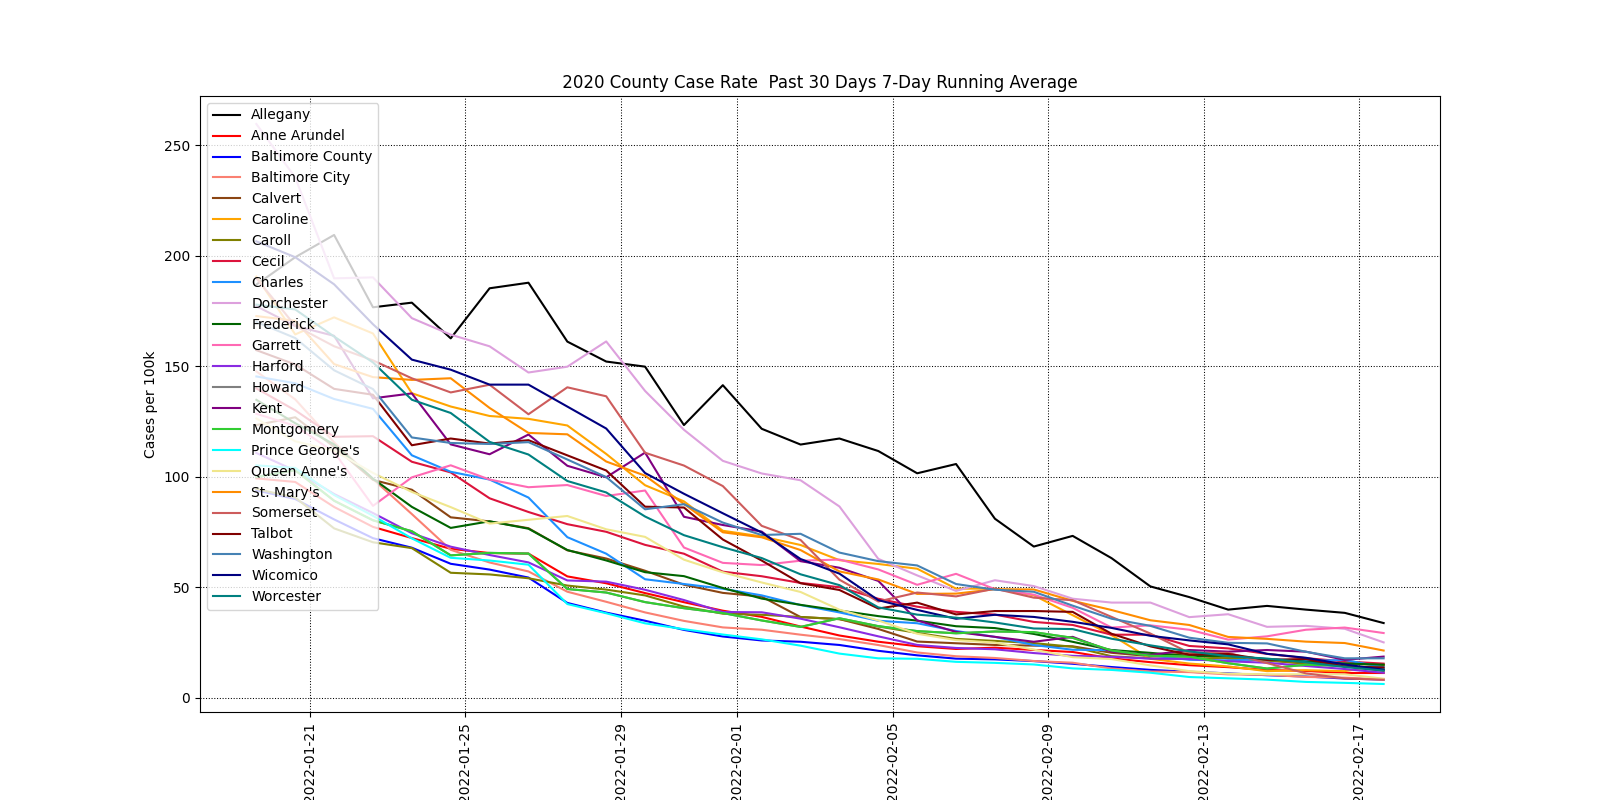 2020 County Case Rate  Past 30 Days 7-Day Running Average
Cases per 100k
250
200
150
100
50
0
Allegany
Anne Arundel
Baltimore County
Baltimore City
Calvert
Caroline
Caroll
Cecil
Charles
Dorchester
Frederick
Garrett
Harford
Howard
Kent
Montgomery
Prince George's
Queen Anne's
St. Mary's
Somerset
Talbot
Washington
Wicomico
Worcester
2022-01-21
2022-01-25
2022-01-29
2022-02-01
2022-02-05
2022-02-09
2022-02-13
2022-02-17